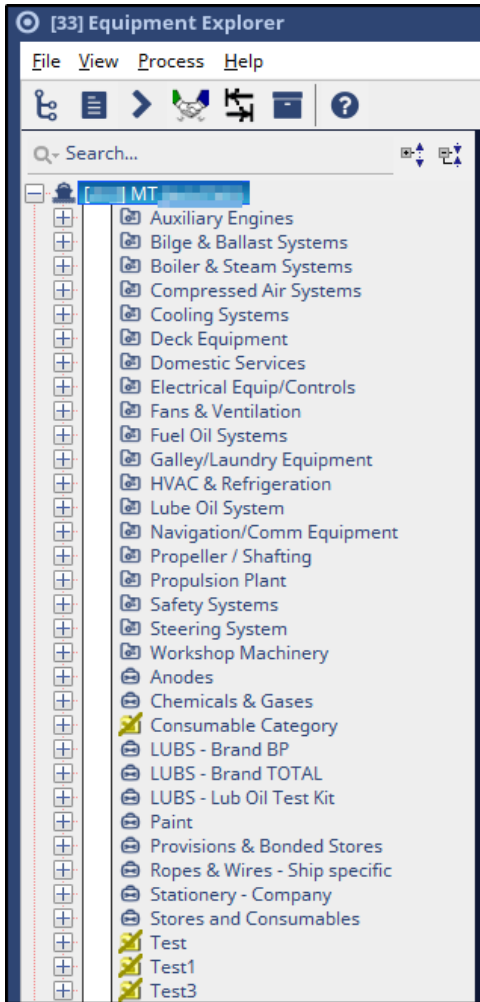 [33] Equipment Explorer
File View Process Help
Search...
MT
Auxiliary Engines
Bilge & Ballast Systems
Boiler & Steam Systems
Compressed Air Systems
Cooling Systems
Deck Equipment
Domestic Services
Electrical Equip/Controls
Fans & Ventilation
Fuel Oil Systems
Galley/Laundry Equipment
HVAC & Refrigeration
Lube Oil System
Navigation/Comm Equipment
Propeller / Shafting
Propulsion Plant
Safety Systems
Steering System
Workshop Machinery
Anodes
Chemicals & Gases
Consumable Category
LUBS - Brand BP
LUBS - Brand TOTAL
LUBS - Lub Oil Test Kit
Paint
Provisions & Bonded Stores
Ropes & Wires - Ship specific
Stationery - Company
Stores and Consumables
Test
Test1
Test3